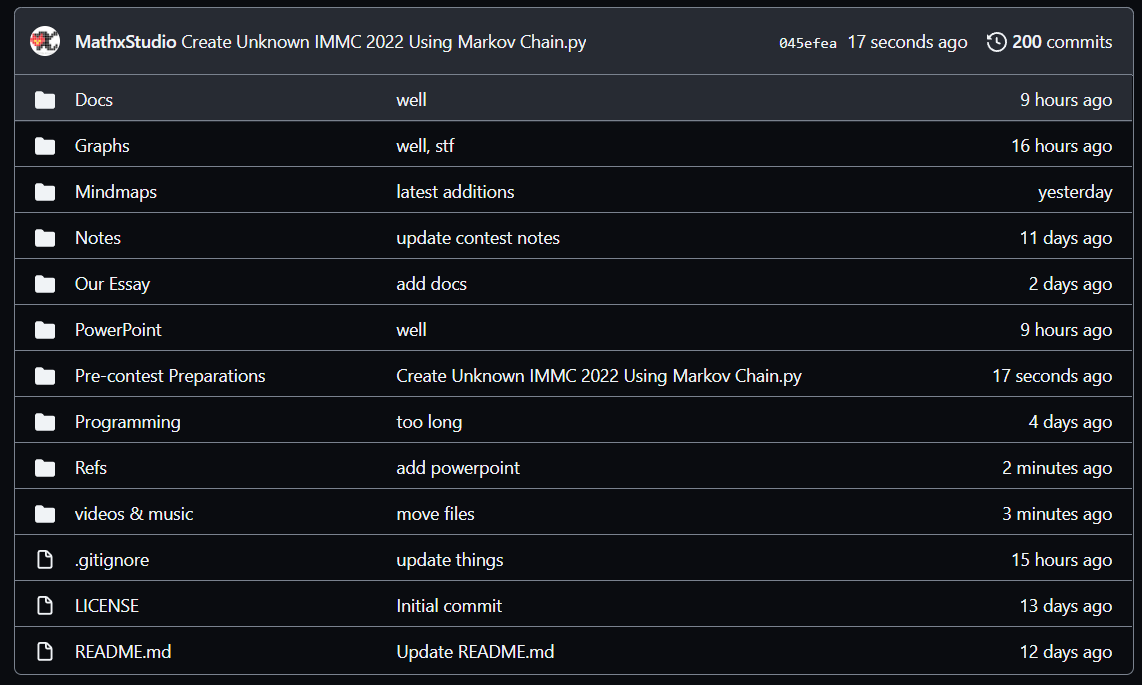 MathxStudio Create Unknown IMMC 2022 Using Markov Chain.py 045efea 17 seconds ago 200 commits
Docs well 9 hours ago
Graphs well, stf 16 hours ago
Mindmaps latest additions yesterday
Notes update contest notes 11 days ago
Our Essay add docs 2 days ago
PowerPoint well 9 hours ago
Pre-contest Preparations Create Unknown IMMC 2022 Using Markov Chain.py 17 seconds ago
Programming too long 4 days ago
Refs add powerpoint 2 minutes ago
videos & music move files 3 minutes ago
.gitignore update things 15 hours ago
LICENSE Initial commit 13 days ago
README.md Update README.md 12 days ago